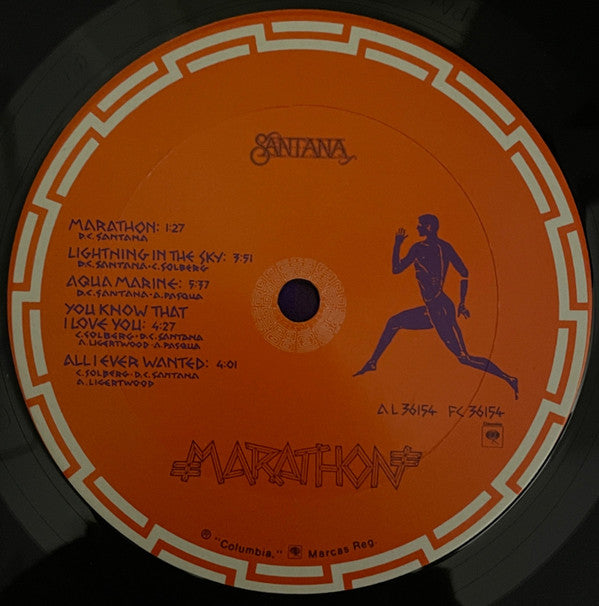 SANTANA
MARATHON: 1:27
D.C. SANTANA
LIGHTNING IN THE SKY: 3:51
D.C. SANTANA · C. SOLBERG
AQUA MARINE: 5:37
D.C. SANTANA · A. PASQUA
YOU KNOW THAT
I LOVE YOU: 4:27
C. SOLBERG · D.C. SANTANA
A. LIGERTWOOD · A. PASQUA
ALL I EVER WANTED: 4:01
C. SOLBERG · D.C. SANTANA
A. LIGERTWOOD
AL 36154 FC 36154
MARATHON
℗ "Columbia," Marcas Reg.